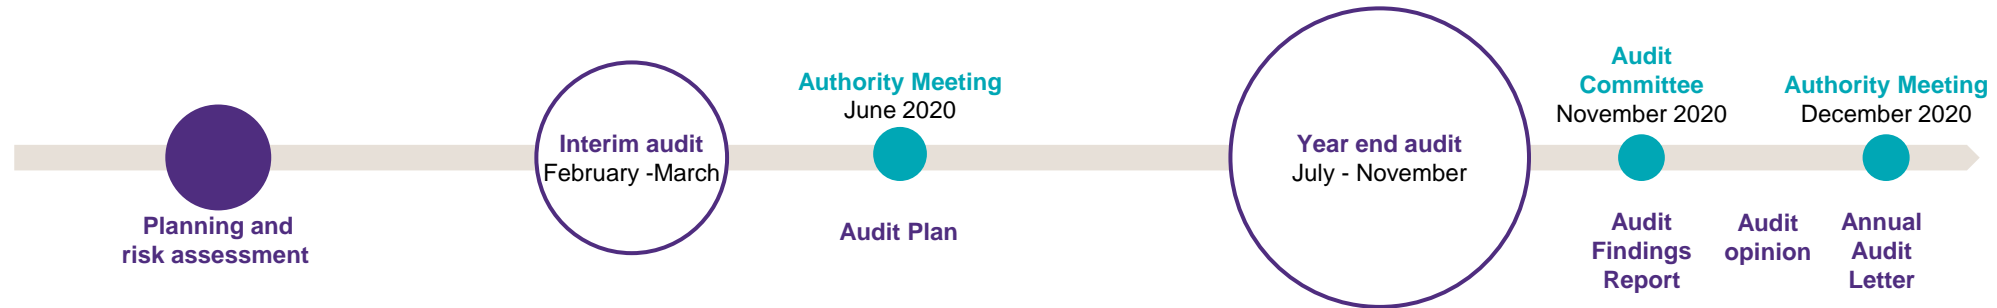 Planning and
risk assessment
Interim audit
February -March
Authority Meeting
June 2020
Audit Plan
Year end audit
July - November
Audit
Committee
November 2020
Audit
Findings
Report
Audit
opinion
Authority Meeting
December 2020
Annual
Audit
Letter